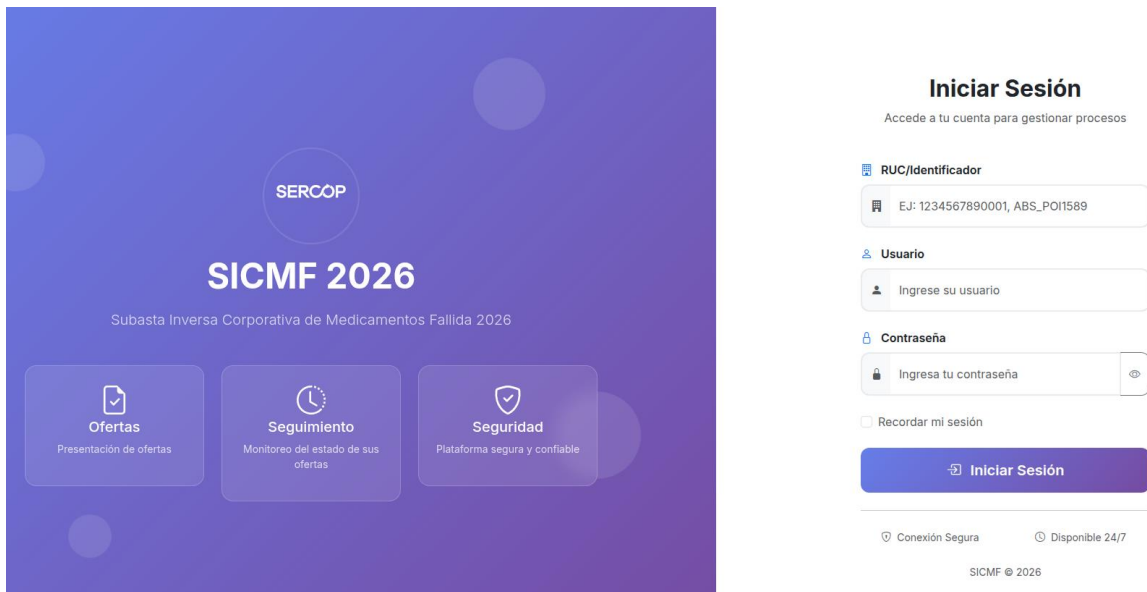 SERCOP
SICMF 2026
Subasta Inversa Corporativa de Medicamentos Fallida 2026
Ofertas
Presentación de ofertas
Seguimiento
Monitoreo del estado de sus
ofertas
Seguridad
Plataforma segura y confiable
Iniciar Sesión
Accede a tu cuenta para gestionar procesos
RUC/Identificador
EJ: 1234567890001, ABS_POI1589
Usuario
Ingrese su usuario
Contraseña
Ingresa tu contraseña
Recordar mi sesión
Iniciar Sesión
Conexión Segura
Disponible 24/7
SICMF © 2026